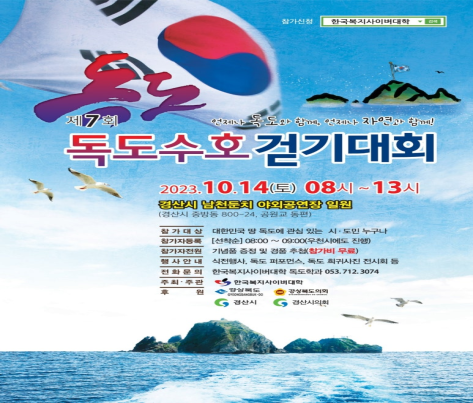 참가신청 한국복지사이버대학 검색
독도
제7회
언제나 독도와 함께, 언제나 자연과 함께!
독도수호 걷기대회
2023.10.14(토) 08시~13시
경산시 남천둔치 야외공연장 일원
(경산시 중방동 800-24, 공원교 동편)
참가대상 대한민국 땅 독도에 관심 있는 시·도민 누구나
참가자등록 [선착순] 08:00 ~ 09:00(우천시에도 진행)
참가자전원 기념품 증정 및 경품 추첨(참가비 무료)
행사안내 식전행사, 독도 퍼포먼스, 독도 희귀사진 전시회 등
전화문의 한국복지사이버대학 독도학과 053.712.3074
주최·주관 한국복지사이버대학
후원 경상북도 경상북도의회
경산시 경산시의회